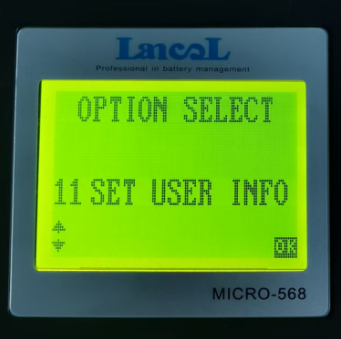 Lancol
Professional in battery management
OPTION SELECT
11 SET USER INFO
OK
MICRO-568